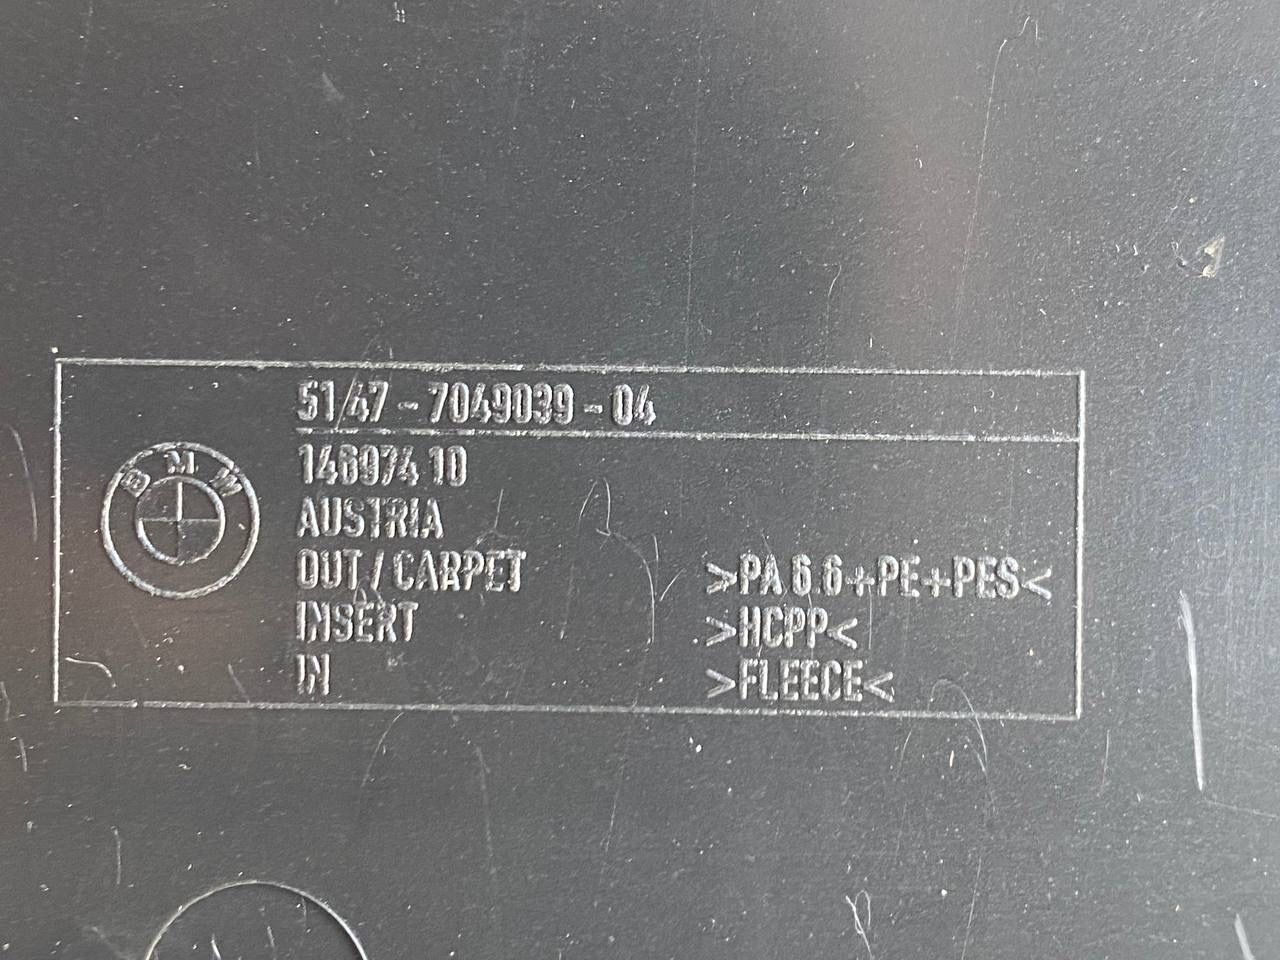 51/47 - 7049039 - 04
BMW
146974 10
AUSTRIA
OUT / CARPET >PA 6.6+PE+PES<
INSERT >HCPP<
IN >FLEECE<